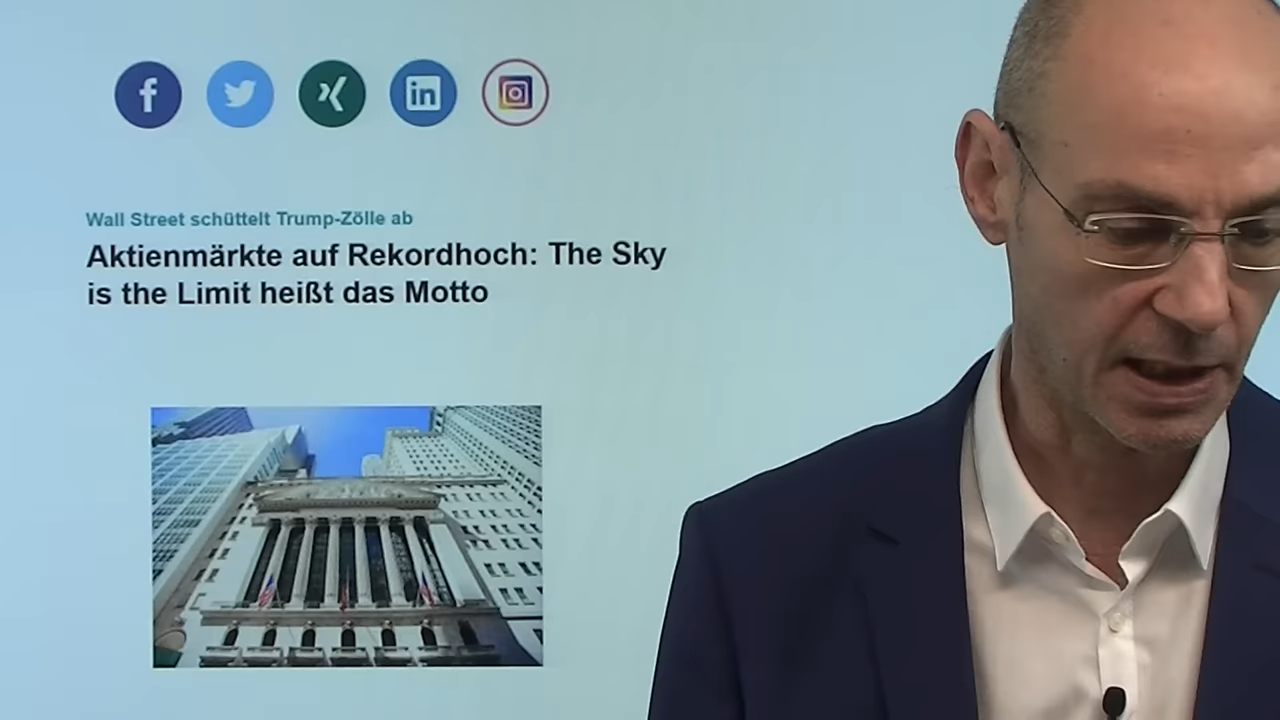 Wall Street schüttelt Trump-Zölle ab
Aktienmärkte auf Rekordhoch: The Sky
is the Limit heißt das Motto